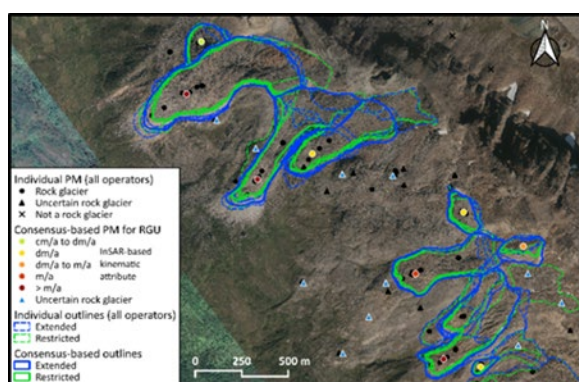 N
Individual PM (all operators)
Rock glacier
Uncertain rock glacier
Not a rock glacier
Consensus-based PM for RGU
cm/a to dm/a
dm/a InSAR-based
dm/a to m/a kinematic
m/a attribute
> m/a
Uncertain rock glacier
Individual outlines (all operators)
Extended
Restricted
Consensus-based outlines
Extended
Restricted
0 250 500 m